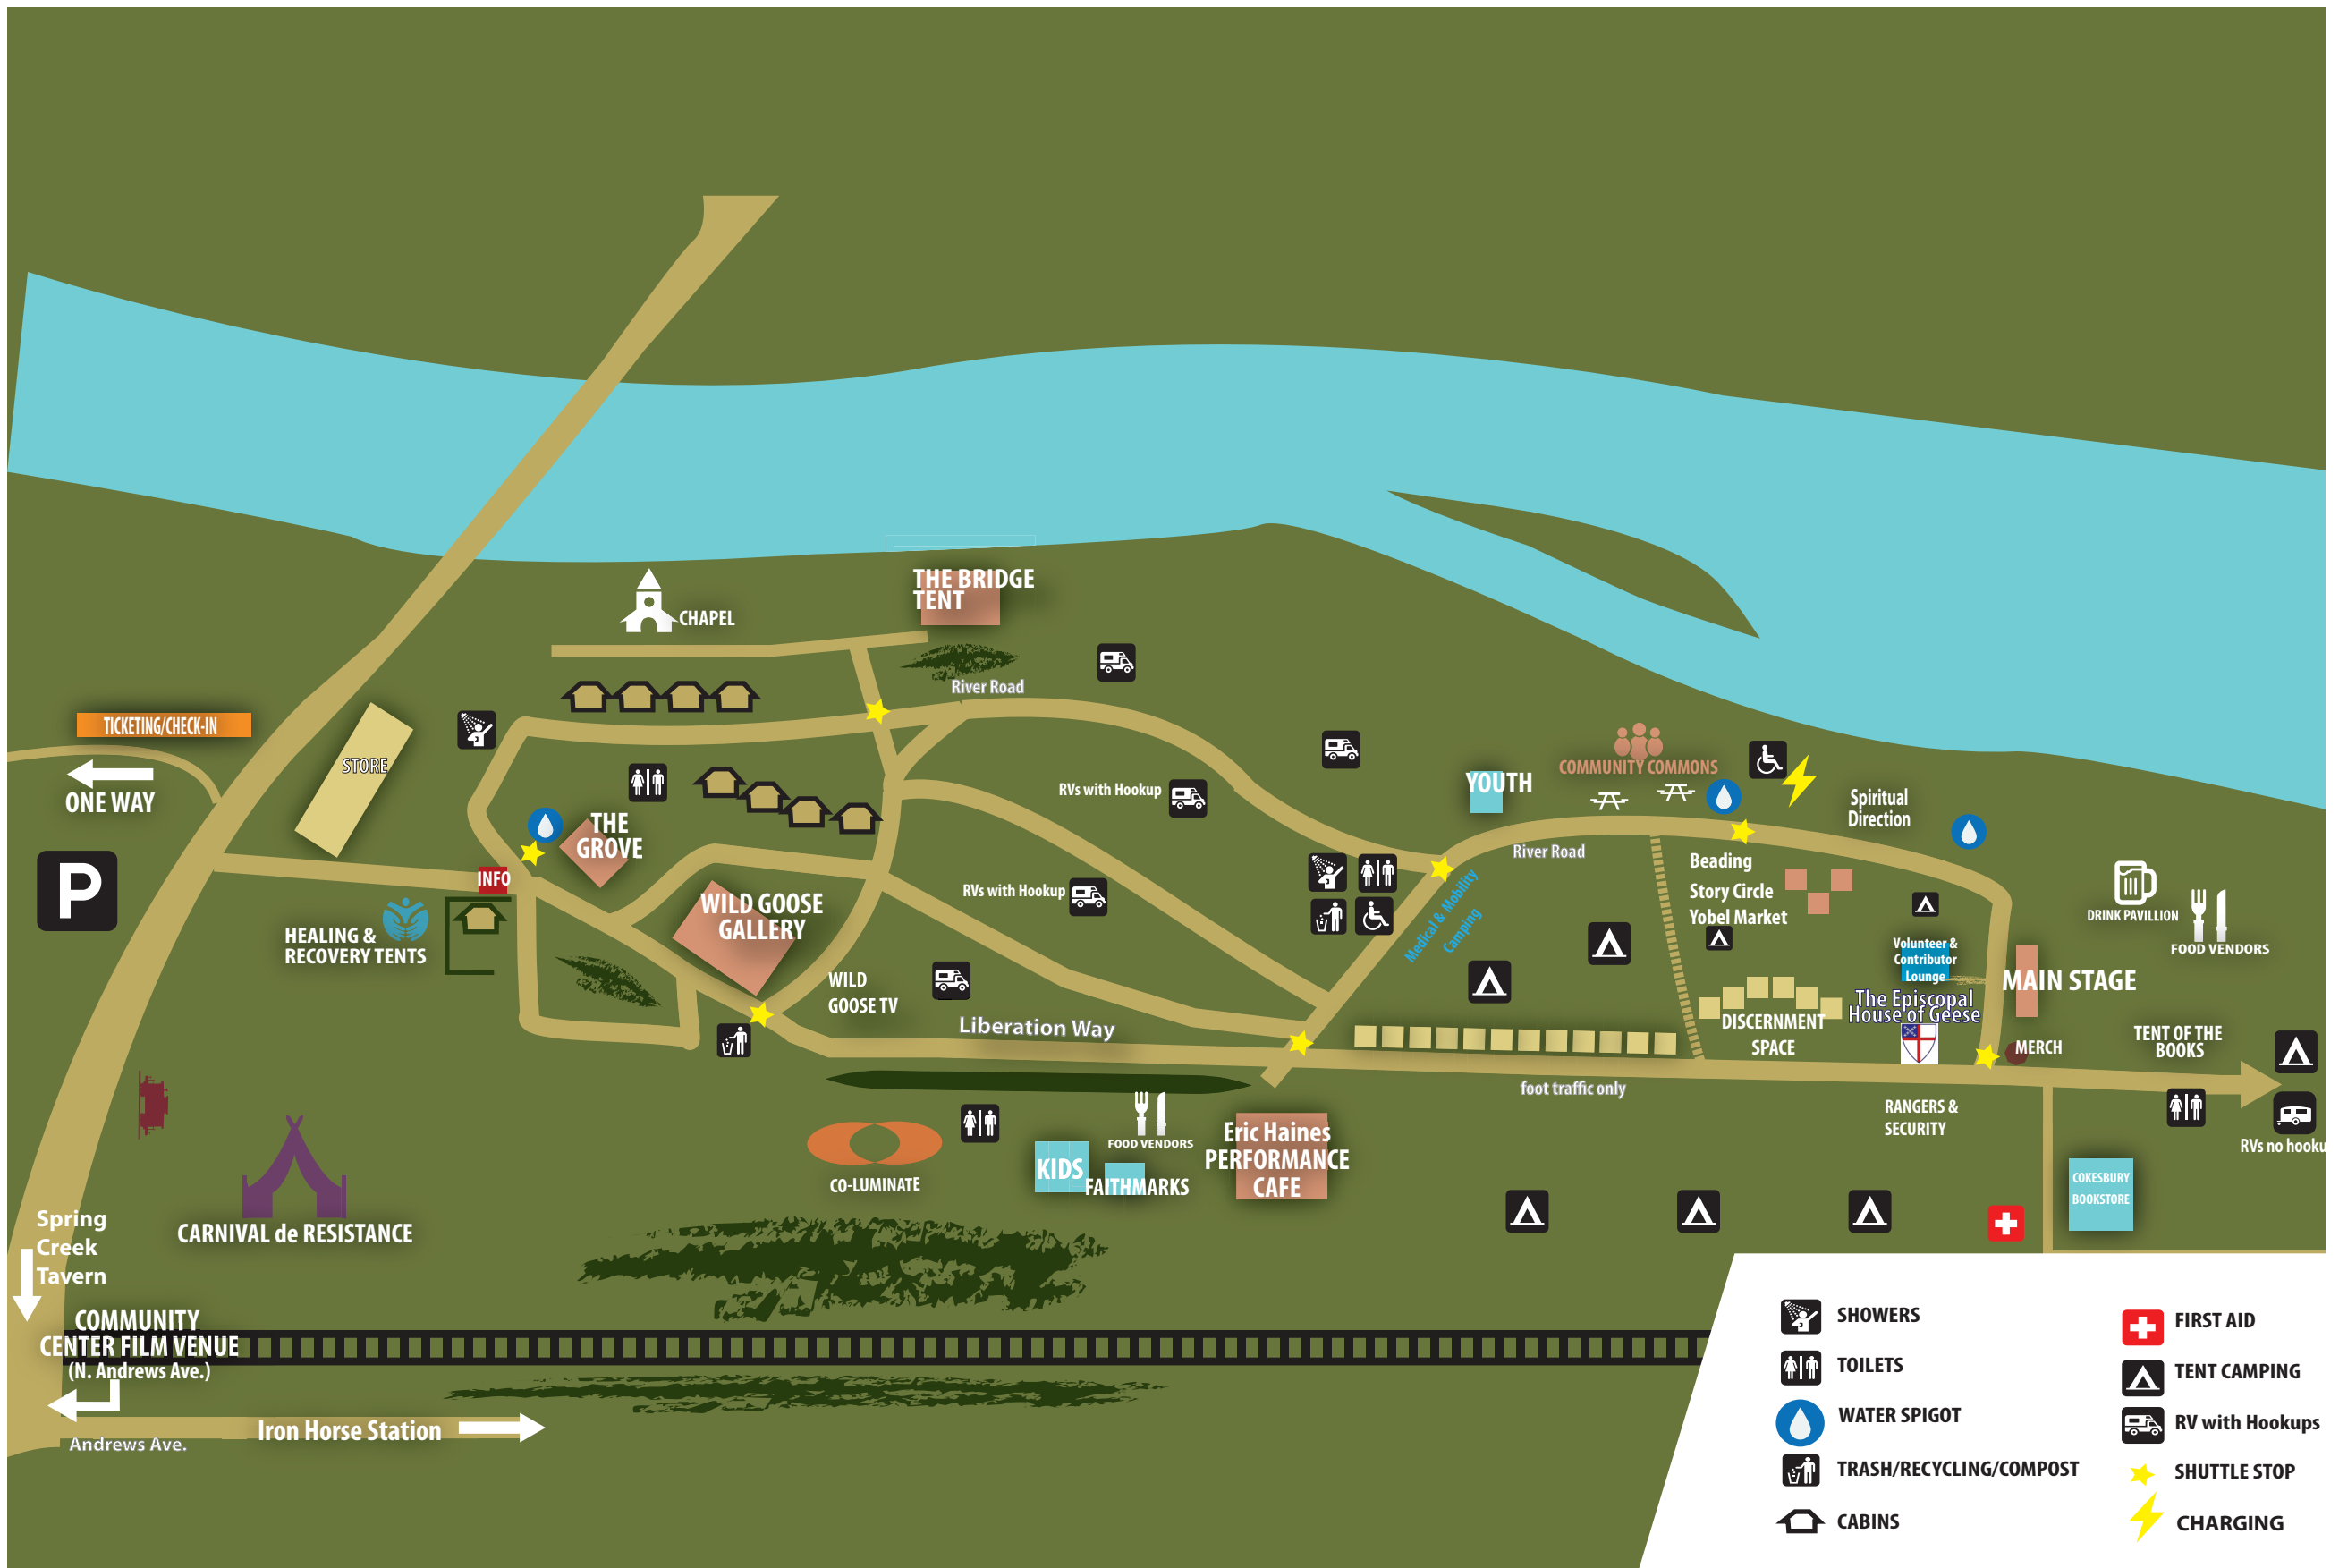 THE BRIDGE
TENT
CHAPEL
River Road
TICKETING/CHECK-IN
STORE
ONE WAY
RVs with Hookup
YOUTH
COMMUNITY COMMONS
Spiritual
Direction
THE
GROVE
River Road
Beading
Story Circle
Yobel Market
INFO
RVs with Hookup
Medical & Mobility
Camping
DRINK PAVILLION
FOOD VENDORS
WILD GOOSE
GALLERY
HEALING &
RECOVERY TENTS
Volunteer &
Contributor
Lounge
MAIN STAGE
WILD
GOOSE TV
The Episcopal
House of Geese
DISCERNMENT
SPACE
Liberation Way
MERCH
TENT OF THE
BOOKS
foot traffic only
RANGERS &
SECURITY
FOOD VENDORS
Eric Haines
PERFORMANCE
CAFE
RVs no hooku
KIDS
FAITHMARKS
CO-LUMINATE
COKESBURY
BOOKSTORE
CARNIVAL de RESISTANCE
Spring
Creek
Tavern
COMMUNITY
CENTER FILM VENUE
(N. Andrews Ave.)
Iron Horse Station
Andrews Ave.
SHOWERS
TOILETS
WATER SPIGOT
TRASH/RECYCLING/COMPOST
CABINS
FIRST AID
TENT CAMPING
RV with Hookups
SHUTTLE STOP
CHARGING
P